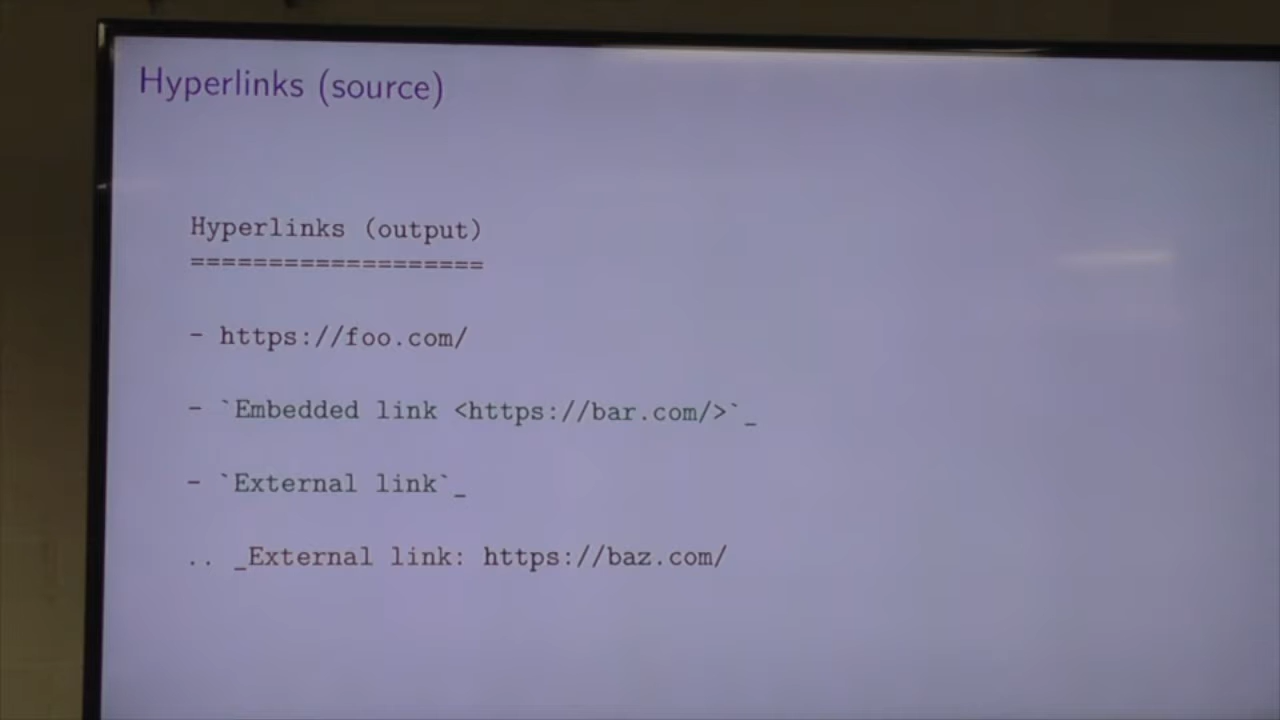 Hyperlinks (source)
Hyperlinks (output)
===================
- https://foo.com/
- `Embedded link <https://bar.com/>`_
- `External link`_
.. _External link: https://baz.com/